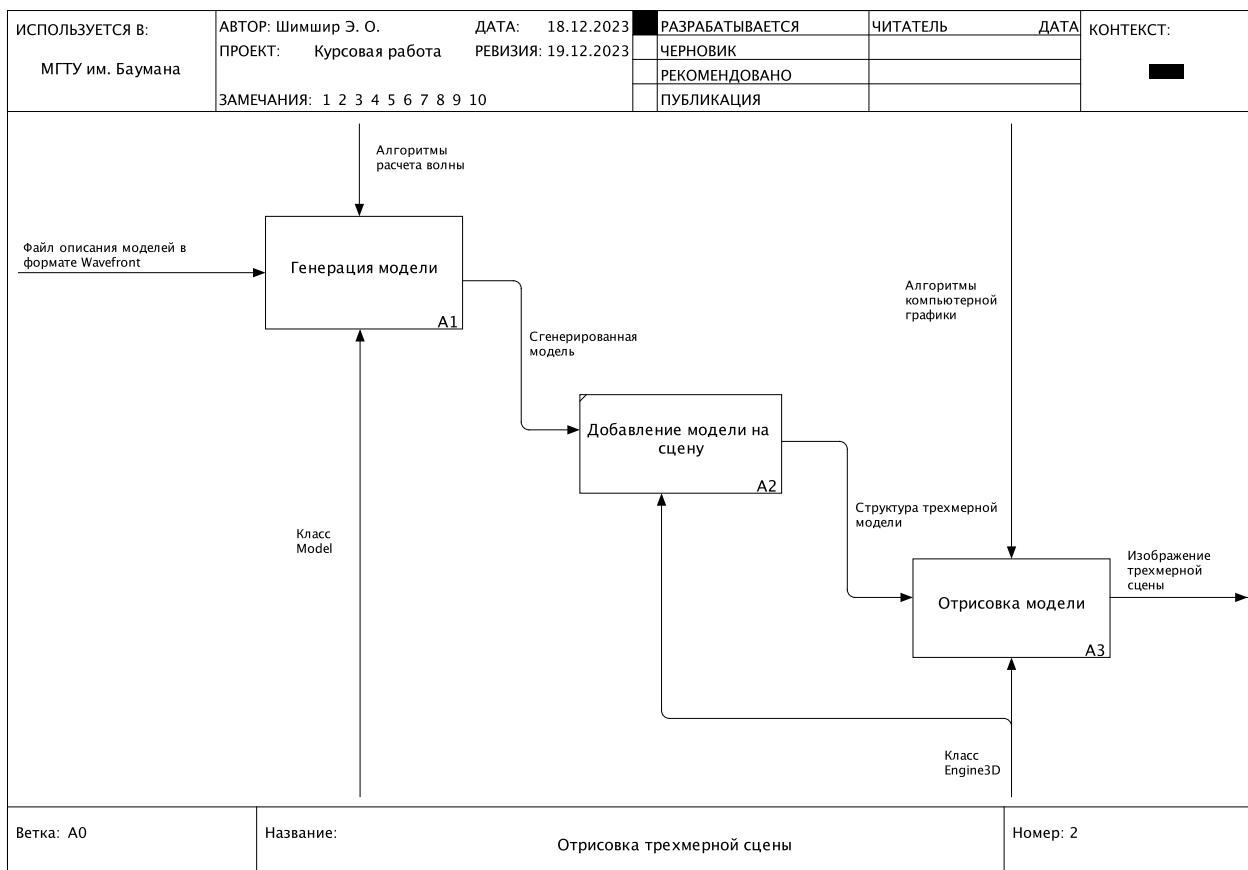 ИСПОЛЬЗУЕТСЯ В:
МГТУ им. Баумана
АВТОР: Шимшир Э. О. ДАТА: 18.12.2023
ПРОЕКТ: Курсовая работа РЕВИЗИЯ: 19.12.2023
ЗАМЕЧАНИЯ: 1 2 3 4 5 6 7 8 9 10
РАЗРАБАТЫВАЕТСЯ
ЧЕРНОВИК
РЕКОМЕНДОВАНО
ПУБЛИКАЦИЯ
ЧИТАТЕЛЬ ДАТА
КОНТЕКСТ:
Алгоритмы
расчета волны
Файл описания моделей в
формате Wavefront
Генерация модели
A1
Сгенерированная
модель
Алгоритмы
компьютерной
графики
Добавление модели на
сцену
A2
Структура трехмерной
модели
Класс
Model
Изображение
трехмерной
сцены
Отрисовка модели
A3
Класс
Engine3D
Ветка: A0
Название:
Отрисовка трехмерной сцены
Номер: 2